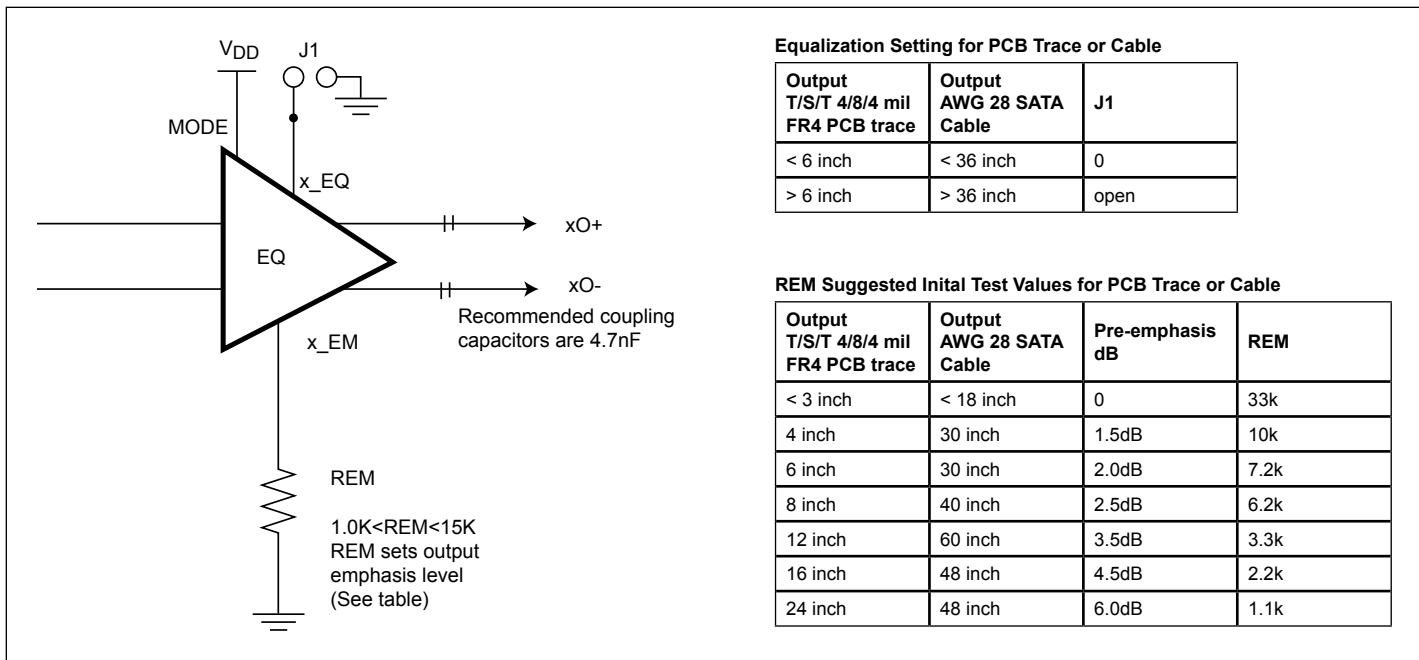 VDD
J1
MODE
x_EQ
EQ
xO+
xO-
Recommended coupling
capacitors are 4.7nF
x_EM
REM
1.0K<REM<15K
REM sets output
emphasis level
(See table)
Equalization Setting for PCB Trace or Cable
Output T/S/T 4/8/4 mil FR4 PCB trace | Output AWG 28 SATA Cable | J1
< 6 inch | < 36 inch | 0
> 6 inch | > 36 inch | open
REM Suggested Inital Test Values for PCB Trace or Cable
Output T/S/T 4/8/4 mil FR4 PCB trace | Output AWG 28 SATA Cable | Pre-emphasis dB | REM
< 3 inch | < 18 inch | 0 | 33k
4 inch | 30 inch | 1.5dB | 10k
6 inch | 30 inch | 2.0dB | 7.2k
8 inch | 40 inch | 2.5dB | 6.2k
12 inch | 60 inch | 3.5dB | 3.3k
16 inch | 48 inch | 4.5dB | 2.2k
24 inch | 48 inch | 6.0dB | 1.1k